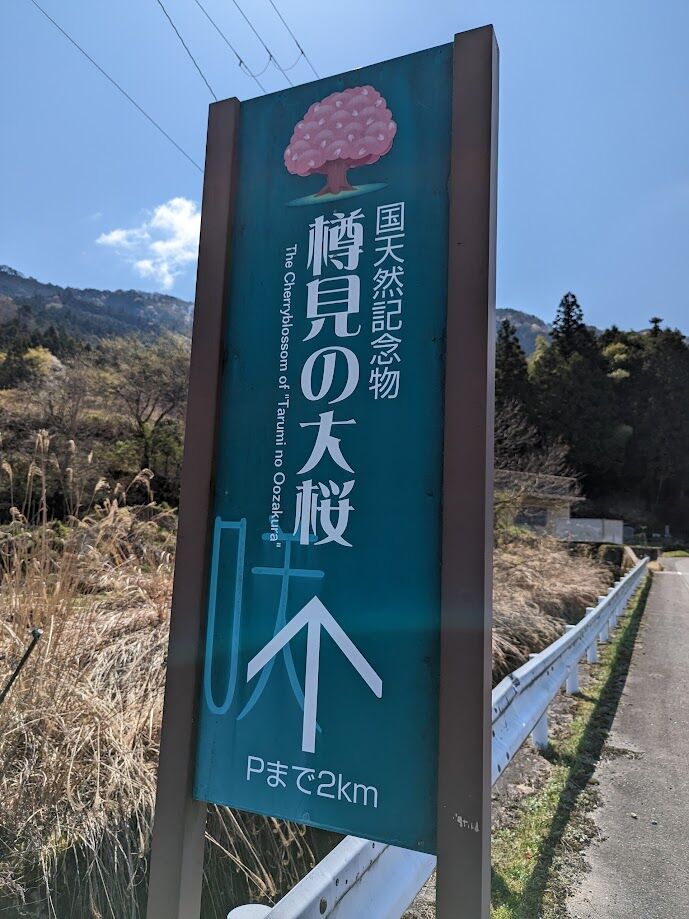 国天然記念物
樽見の大桜
The Cherryblossom of "Tarumi no Oozakura"
Pまで2km